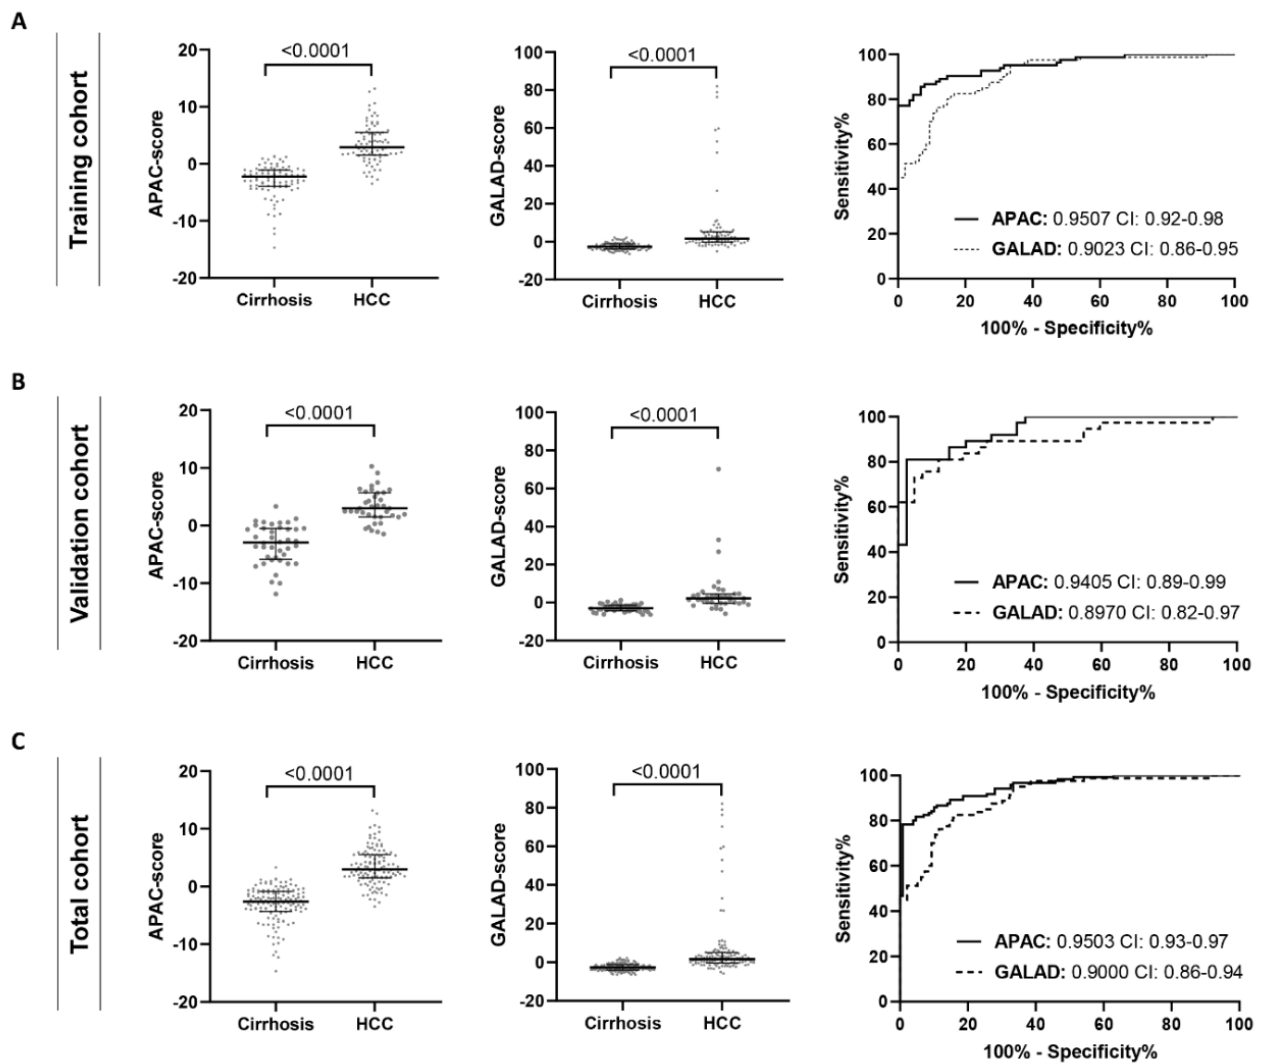 A
Training cohort
APAC-score
20
10
0
-10
-20
<0.0001
Cirrhosis
HCC
GALAD-score
100
80
60
40
20
0
-20
<0.0001
Cirrhosis
HCC
Sensitivity%
100
80
60
40
20
0
APAC: 0.9507 CI: 0.92-0.98
GALAD: 0.9023 CI: 0.86-0.95
0 20 40 60 80 100
100% - Specificity%
B
Validation cohort
APAC-score
20
10
0
-10
-20
<0.0001
Cirrhosis
HCC
GALAD-score
100
80
60
40
20
0
-20
<0.0001
Cirrhosis
HCC
Sensitivity%
100
80
60
40
20
0
APAC: 0.9405 CI: 0.89-0.99
GALAD: 0.8970 CI: 0.82-0.97
0 20 40 60 80 100
100% - Specificity%
C
Total cohort
APAC-score
20
10
0
-10
-20
<0.0001
Cirrhosis
HCC
GALAD-score
100
80
60
40
20
0
-20
<0.0001
Cirrhosis
HCC
Sensitivity%
100
80
60
40
20
0
APAC: 0.9503 CI: 0.93-0.97
GALAD: 0.9000 CI: 0.86-0.94
0 20 40 60 80 100
100% - Specificity%